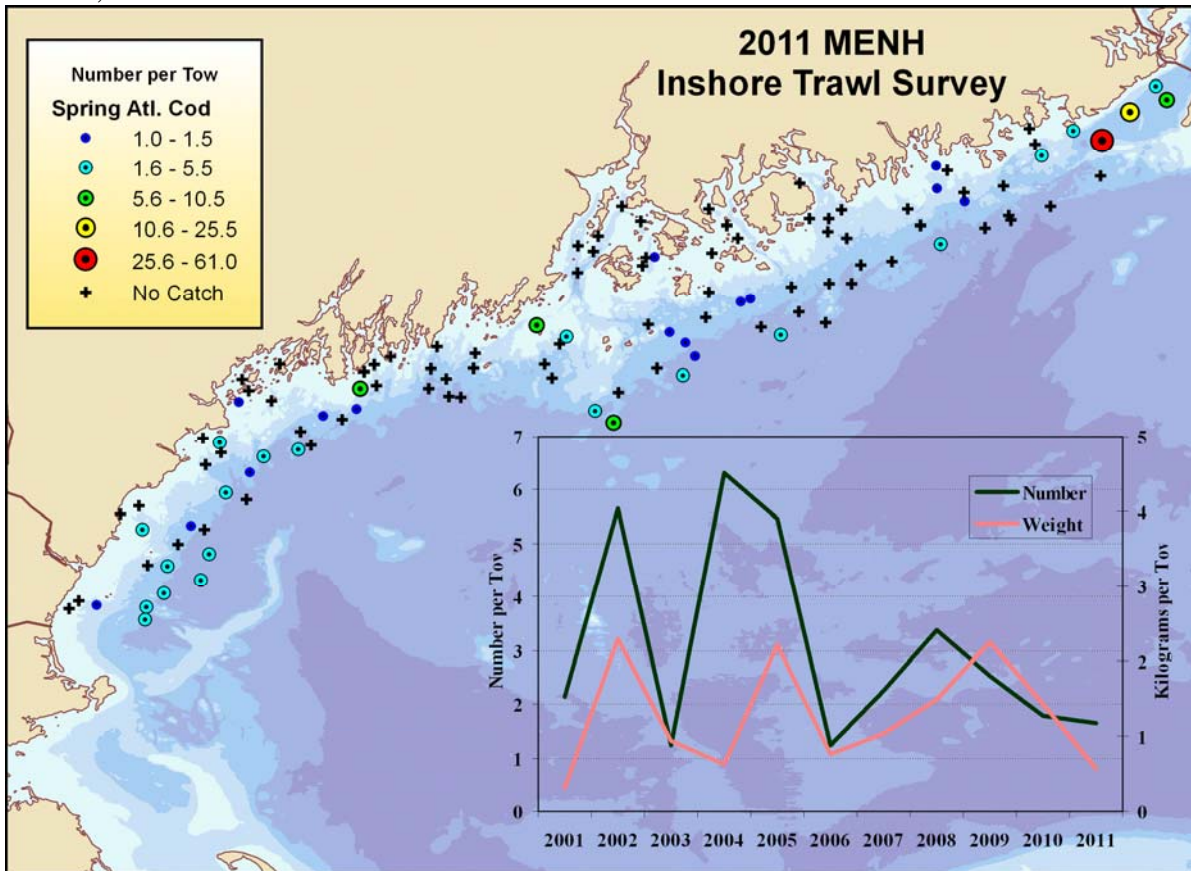 2011 MENH
Inshore Trawl Survey
Number per Tow
Spring Atl. Cod
1.0 - 1.5
1.6 - 5.5
5.6 - 10.5
10.6 - 25.5
25.6 - 61.0
No Catch
7
6
5
4
3
2
1
0
Number per Tov
Number
Weight
5
4
3
2
1
0
Kilograms per Tov
2001 2002 2003 2004 2005 2006 2007 2008 2009 2010 2011